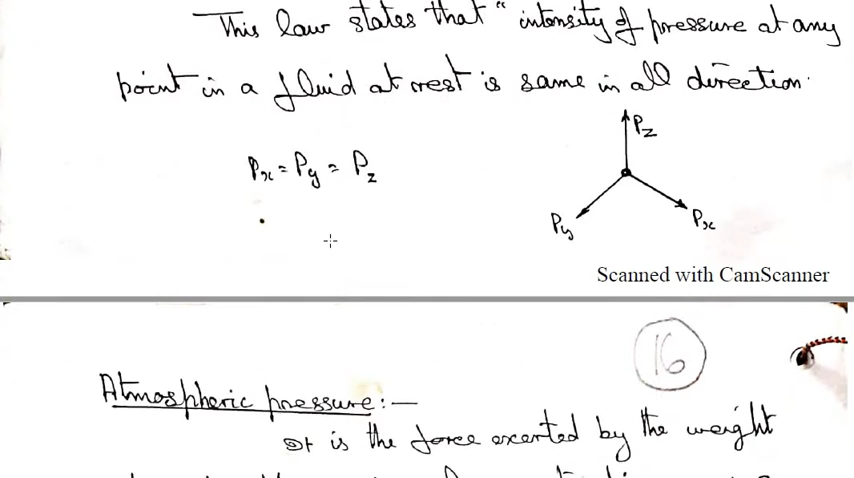 This law states that " intensity of pressure at any
point in a fluid at rest is same in all direction.
Px = Py = Pz
Pz
Py
Px
Scanned with CamScanner
16
Atmospheric pressure :—
It is the force exerted by the weight